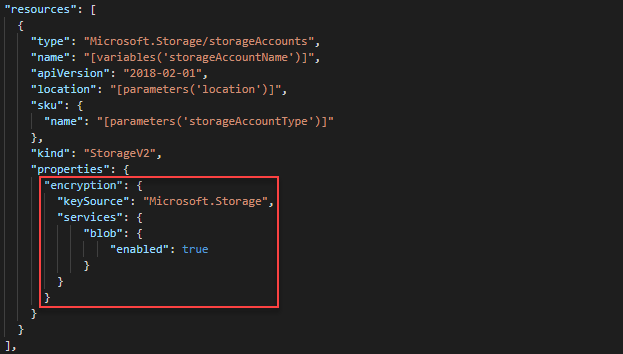 "resources": [
  {
    "type": "Microsoft.Storage/storageAccounts",
    "name": "[variables('storageAccountName')]",
    "apiVersion": "2018-02-01",
    "location": "[parameters('location')]",
    "sku": {
      "name": "[parameters('storageAccountType')]"
    },
    "kind": "StorageV2",
    "properties": {
      "encryption": {
        "keySource": "Microsoft.Storage",
        "services": {
            "blob": {
                "enabled": true
            }
        }
      }
    }
  }
],